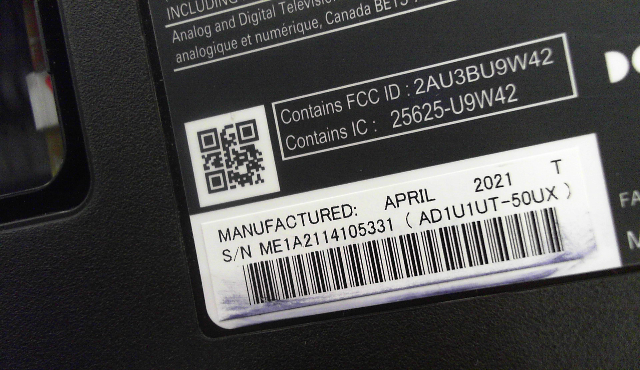 INCLUDING
Analog and Digital Television
analogique et numérique, Canada BETS
Contains FCC ID : 2AU3BU9W42
Contains IC : 25625-U9W42
MANUFACTURED: APRIL 2021 T
S/N ME1A2114105331 ( AD1U1UT-50UX )